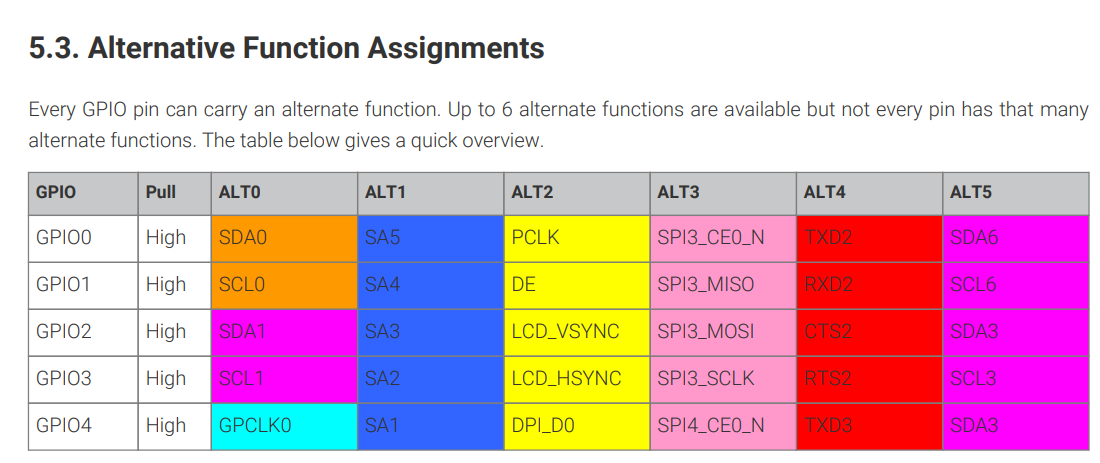 5.3. Alternative Function Assignments
Every GPIO pin can carry an alternate function. Up to 6 alternate functions are available but not every pin has that many
alternate functions. The table below gives a quick overview.
GPIO Pull ALT0 ALT1 ALT2 ALT3 ALT4 ALT5
GPIO0 High SDA0 SA5 PCLK SPI3_CE0_N TXD2 SDA6
GPIO1 High SCL0 SA4 DE SPI3_MISO RXD2 SCL6
GPIO2 High SDA1 SA3 LCD_VSYNC SPI3_MOSI CTS2 SDA3
GPIO3 High SCL1 SA2 LCD_HSYNC SPI3_SCLK RTS2 SCL3
GPIO4 High GPCLK0 SA1 DPI_D0 SPI4_CE0_N TXD3 SDA3